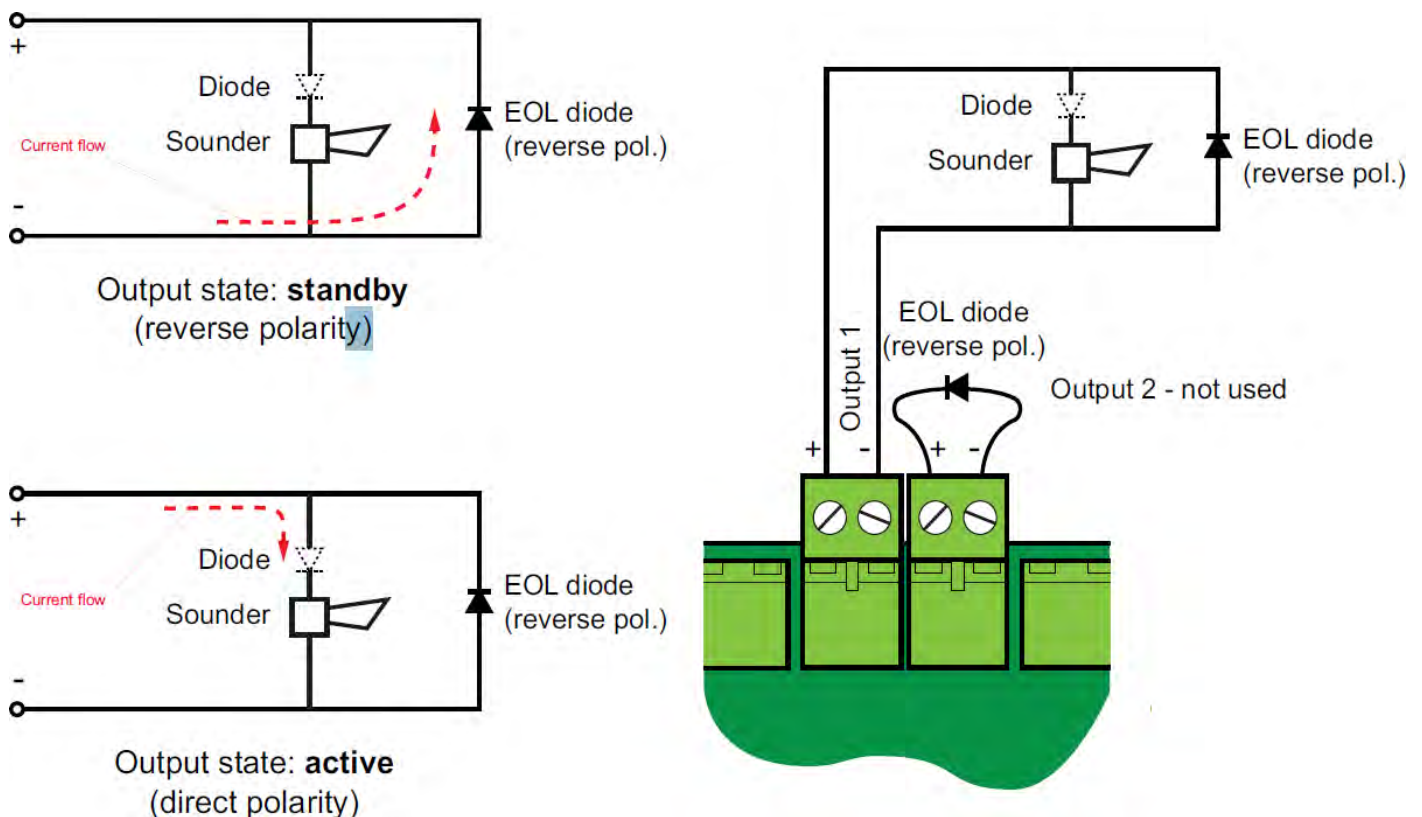 +
Diode
Sounder
EOL diode
(reverse pol.)
Current flow
-
Output state: standby
(reverse polarity)
+
Diode
Sounder
EOL diode
(reverse pol.)
Current flow
-
Output state: active
(direct polarity)
Diode
Sounder
EOL diode
(reverse pol.)
Output 1
EOL diode
(reverse pol.)
Output 2 - not used
+ - + -